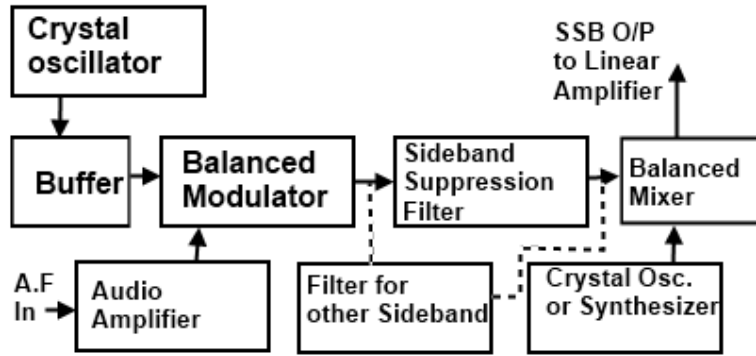 Crystal
oscillator
SSB O/P
to Linear
Amplifier
Buffer
Balanced
Modulator
Sideband
Suppression
Filter
Balanced
Mixer
A.F
In
Audio
Amplifier
Filter for
other Sideband
Crystal Osc.
or Synthesizer